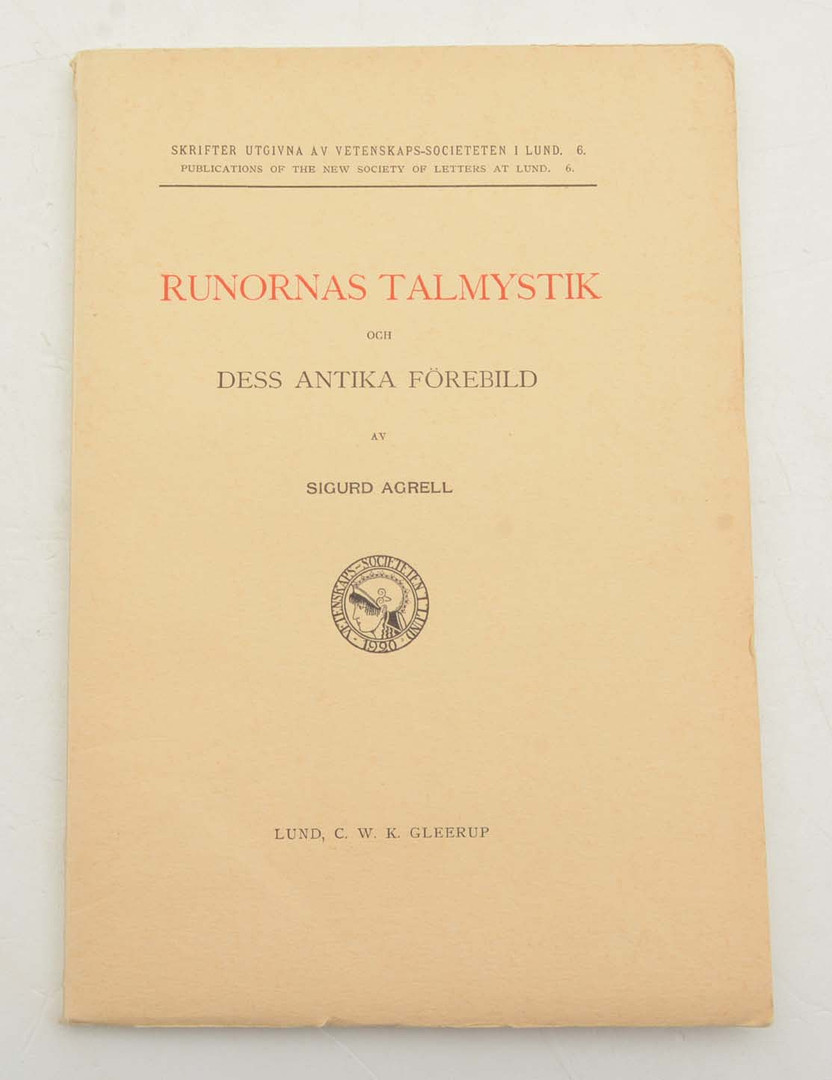 SKRIFTER UTGIVNA AV VETENSKAPS-SOCIETETEN I LUND. 6.
PUBLICATIONS OF THE NEW SOCIETY OF LETTERS AT LUND. 6.
RUNORNAS TALMYSTIK
OCH
DESS ANTIKA FÖREBILD
AV
SIGURD AGRELL
VETENSKAPS-SOCIETETEN I LUND
1920
LUND, C. W. K. GLEERUP